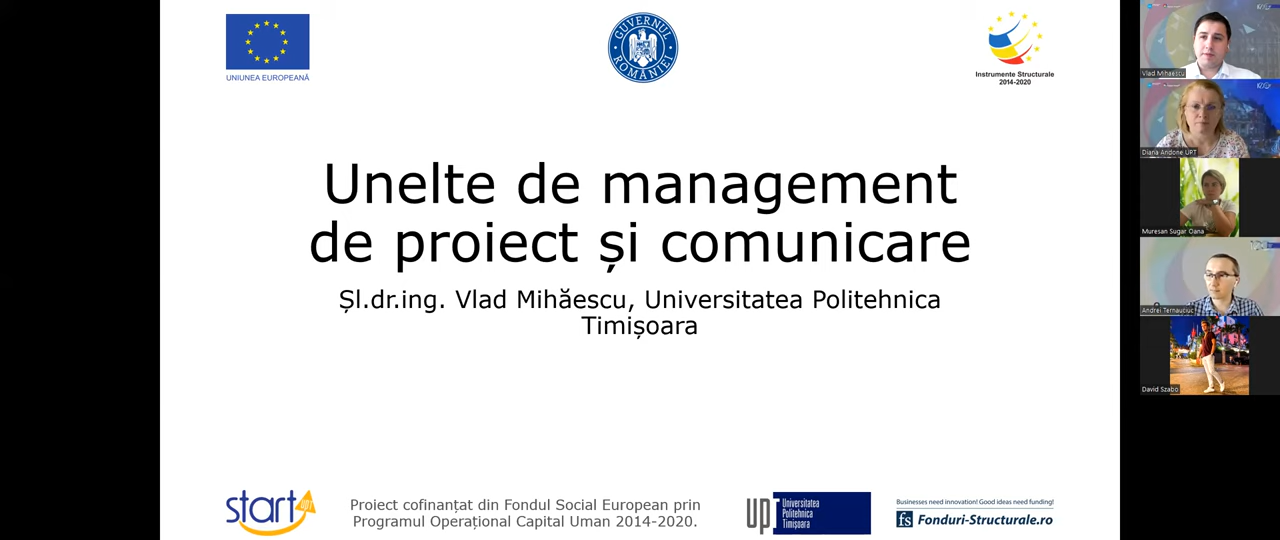 UNIUNEA EUROPEANĂ
GUVERNUL ROMÂNIEI
Instrumente Structurale
2014-2020
Unelte de management
de proiect și comunicare
Șl.dr.ing. Vlad Mihăescu, Universitatea Politehnica
Timișoara
start UPT
Proiect cofinanțat din Fondul Social European prin
Programul Operațional Capital Uman 2014-2020.
UPT
Universitatea
Politehnica
Timișoara
Businesses need innovation! Good ideas need funding!
fs Fonduri-Structurale.ro
Vlad Mihaescu
Diana Andone UPT
Muresan Sugar Oana
Andrei Ternauciuc
David Szabo